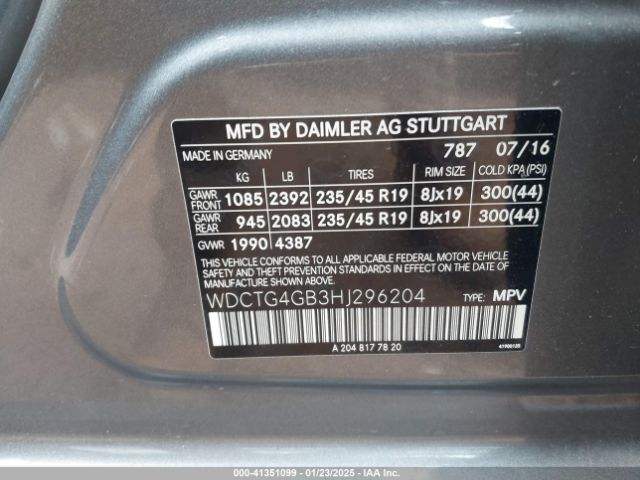 MFD BY DAIMLER AG STUTTGART
MADE IN GERMANY 787 07/16
KG LB TIRES RIM SIZE COLD KPA(PSI)
GAWR FRONT 1085 2392 235/45 R19 8Jx19 300(44)
GAWR REAR 945 2083 235/45 R19 8Jx19 300(44)
GVWR 1990 4387
THIS VEHICLE CONFORMS TO ALL APPLICABLE FEDERAL MOTOR VEHICLE
SAFETY AND THEFT PREVENTION STANDARDS IN EFFECT ON THE DATE OF
MANUFACTURE SHOWN ABOVE.
WDCTG4GB3HJ296204 TYPE: MPV
A 204 817 78 20 41900125
000-41351099 — 01/23/2025 — IAA Inc.